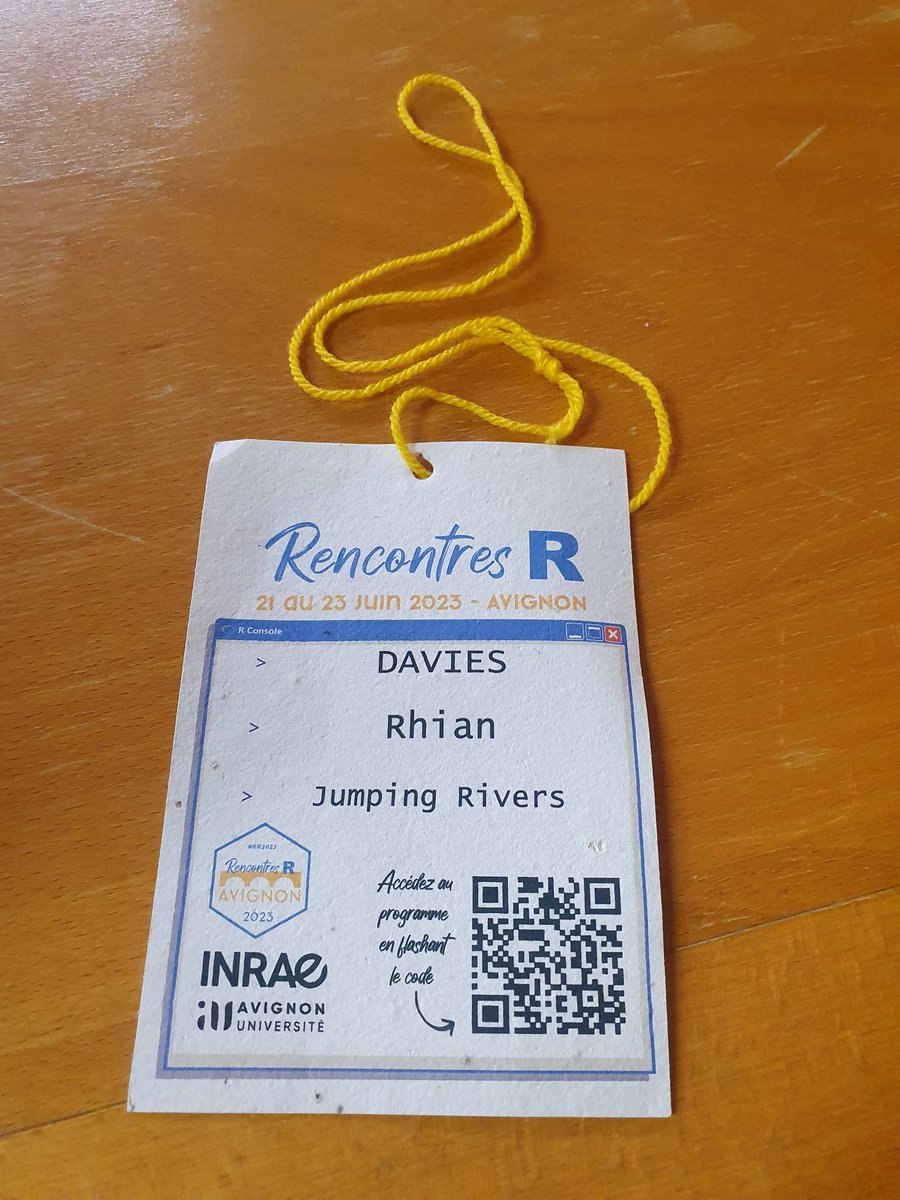 Rencontres R
21 au 23 Juin 2023 - AVIGNON
R Console
> DAVIES
> Rhian
> Jumping Rivers
#RR2023
Rencontres R
AVIGNON
2023
Accédez au
programme
en flashant
le code
INRAE
au AVIGNON
UNIVERSITÉ